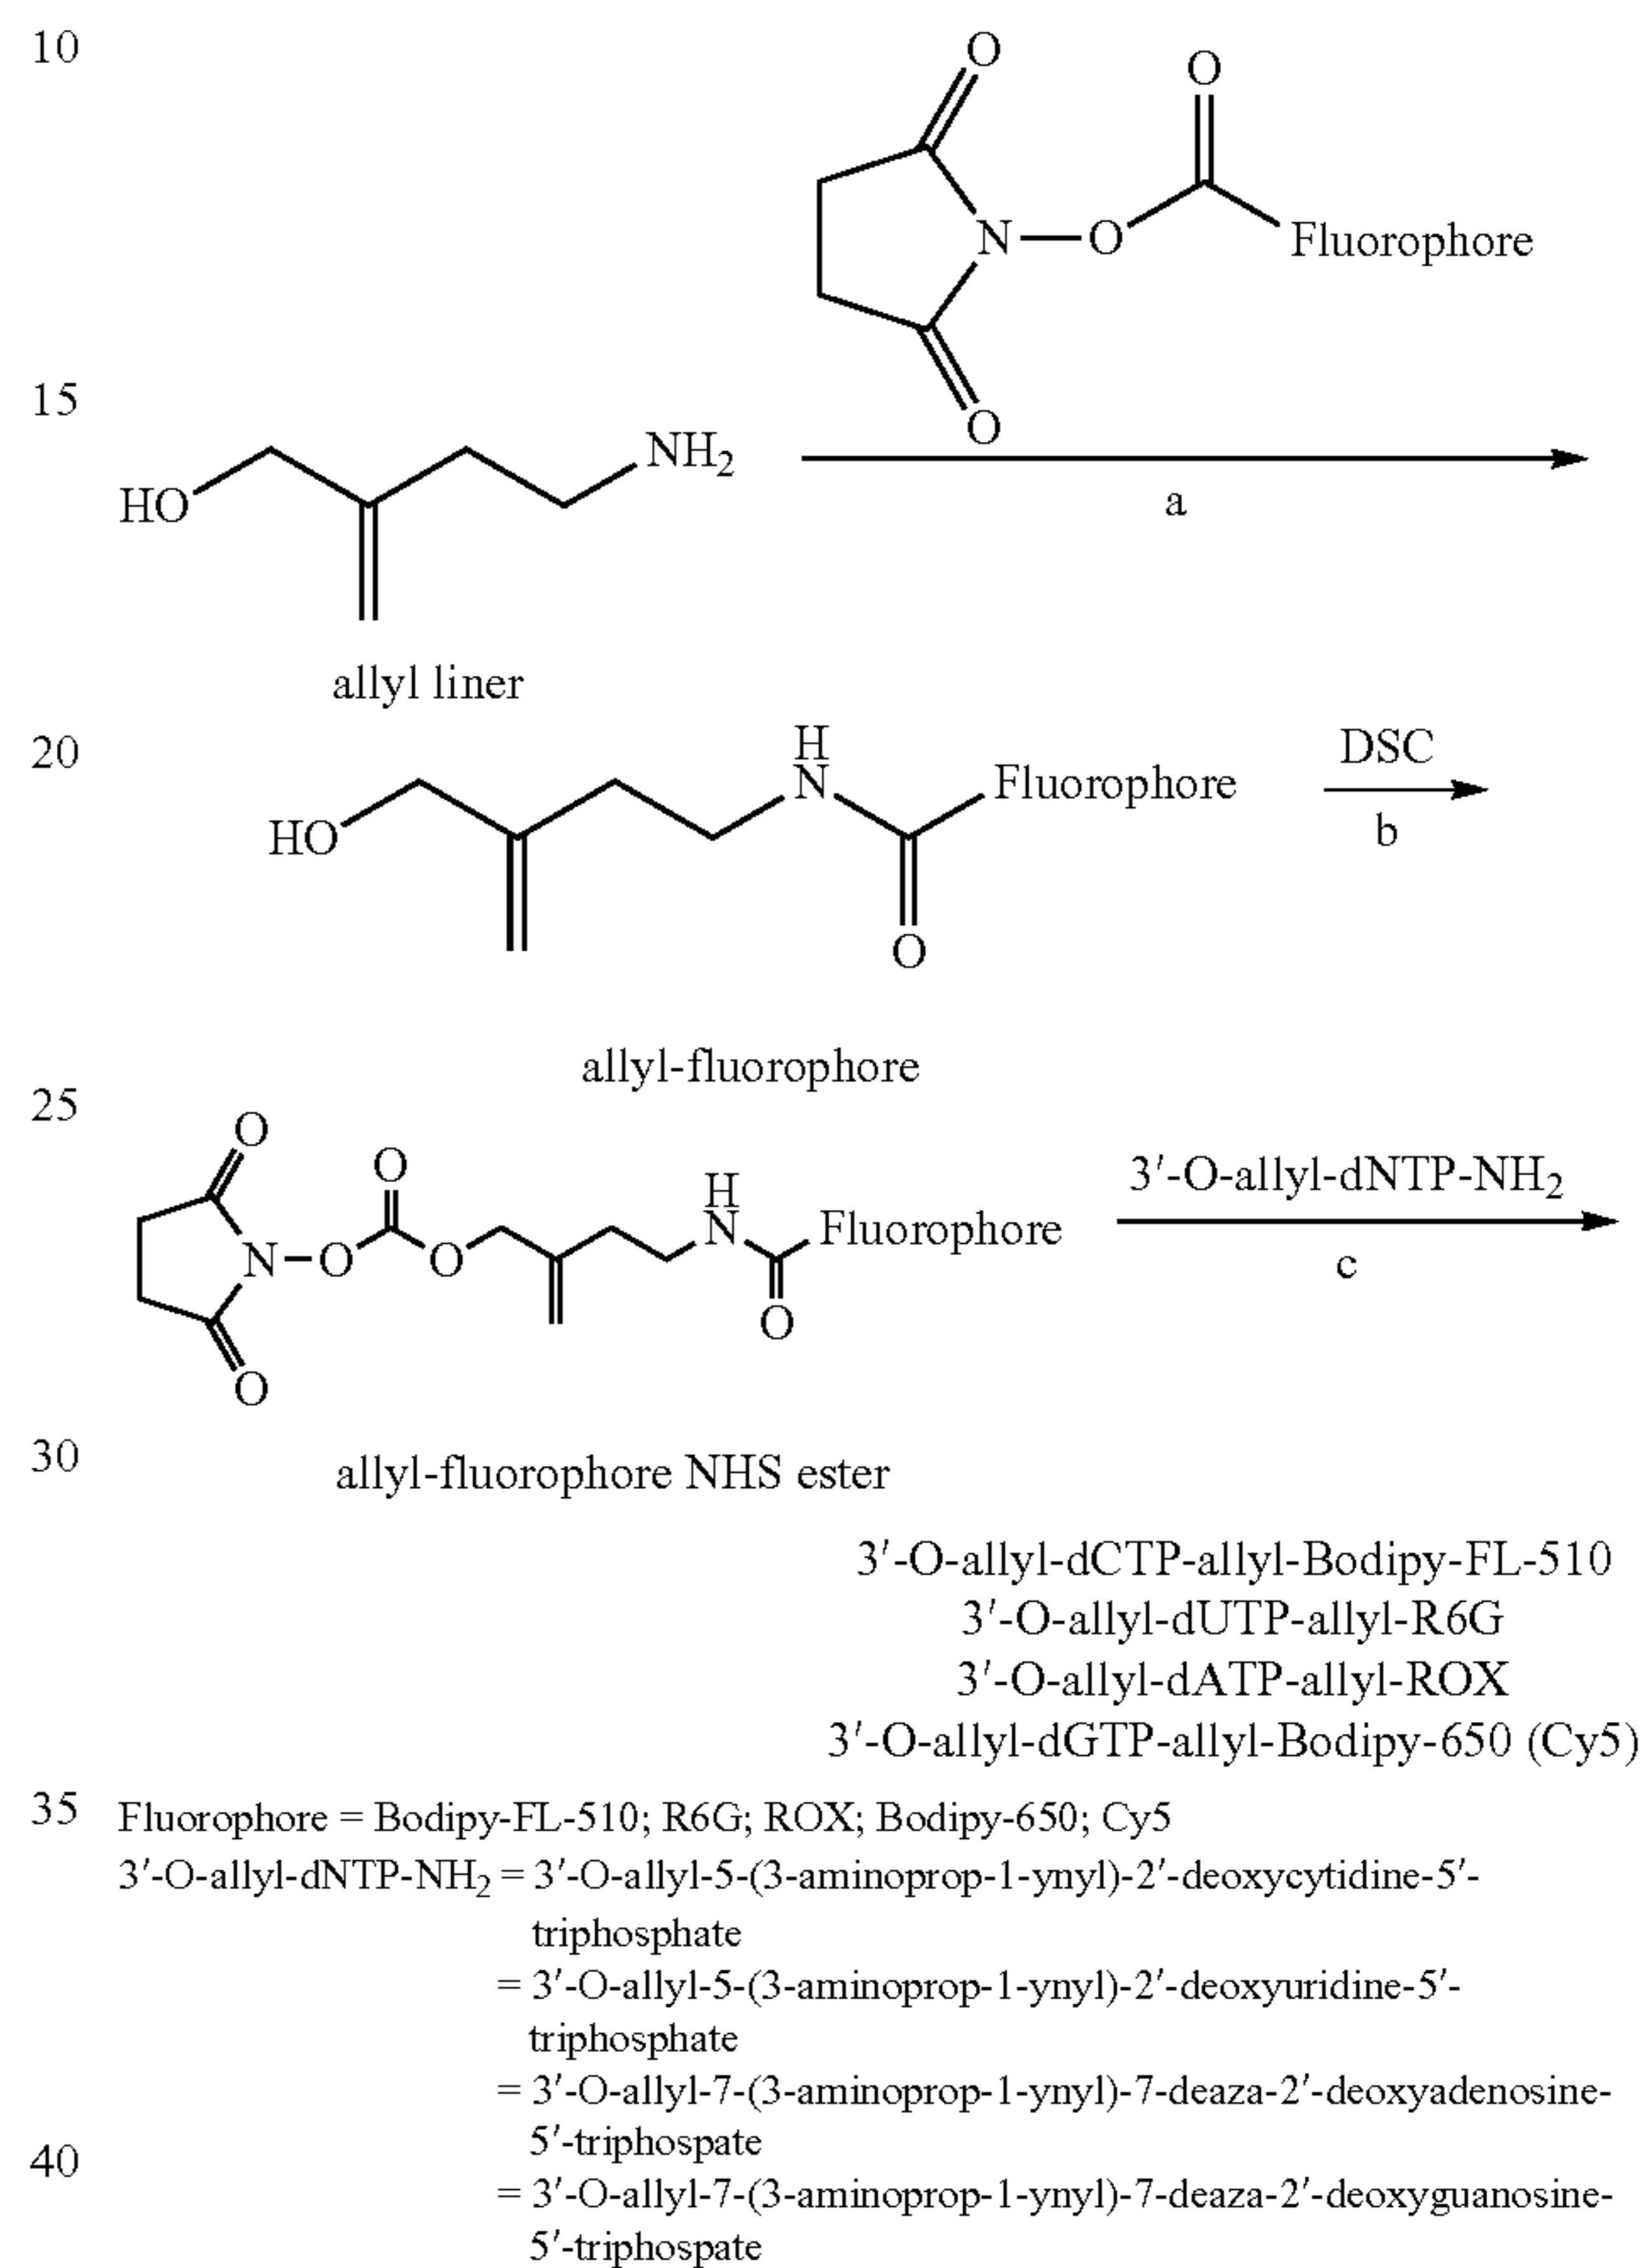 10
O
O
N
O
Fluorophore
O
15
HO
NH2
a
allyl liner
20
HO
H
N
Fluorophore
O
DSC
b
allyl-fluorophore
25
O
O
N
O
O
H
N
Fluorophore
O
O
3′-O-allyl-dNTP-NH2
c
30
allyl-fluorophore NHS ester
3′-O-allyl-dCTP-allyl-Bodipy-FL-510
3′-O-allyl-dUTP-allyl-R6G
3′-O-allyl-dATP-allyl-ROX
3′-O-allyl-dGTP-allyl-Bodipy-650 (Cy5)
35
Fluorophore = Bodipy-FL-510; R6G; ROX; Bodipy-650; Cy5
3′-O-allyl-dNTP-NH2 = 3′-O-allyl-5-(3-aminoprop-1-ynyl)-2′-deoxycytidine-5′-
triphosphate
= 3′-O-allyl-5-(3-aminoprop-1-ynyl)-2′-deoxyuridine-5′-
triphosphate
= 3′-O-allyl-7-(3-aminoprop-1-ynyl)-7-deaza-2′-deoxyadenosine-
5′-triphospate
40
= 3′-O-allyl-7-(3-aminoprop-1-ynyl)-7-deaza-2′-deoxyguanosine-
5′-triphospate